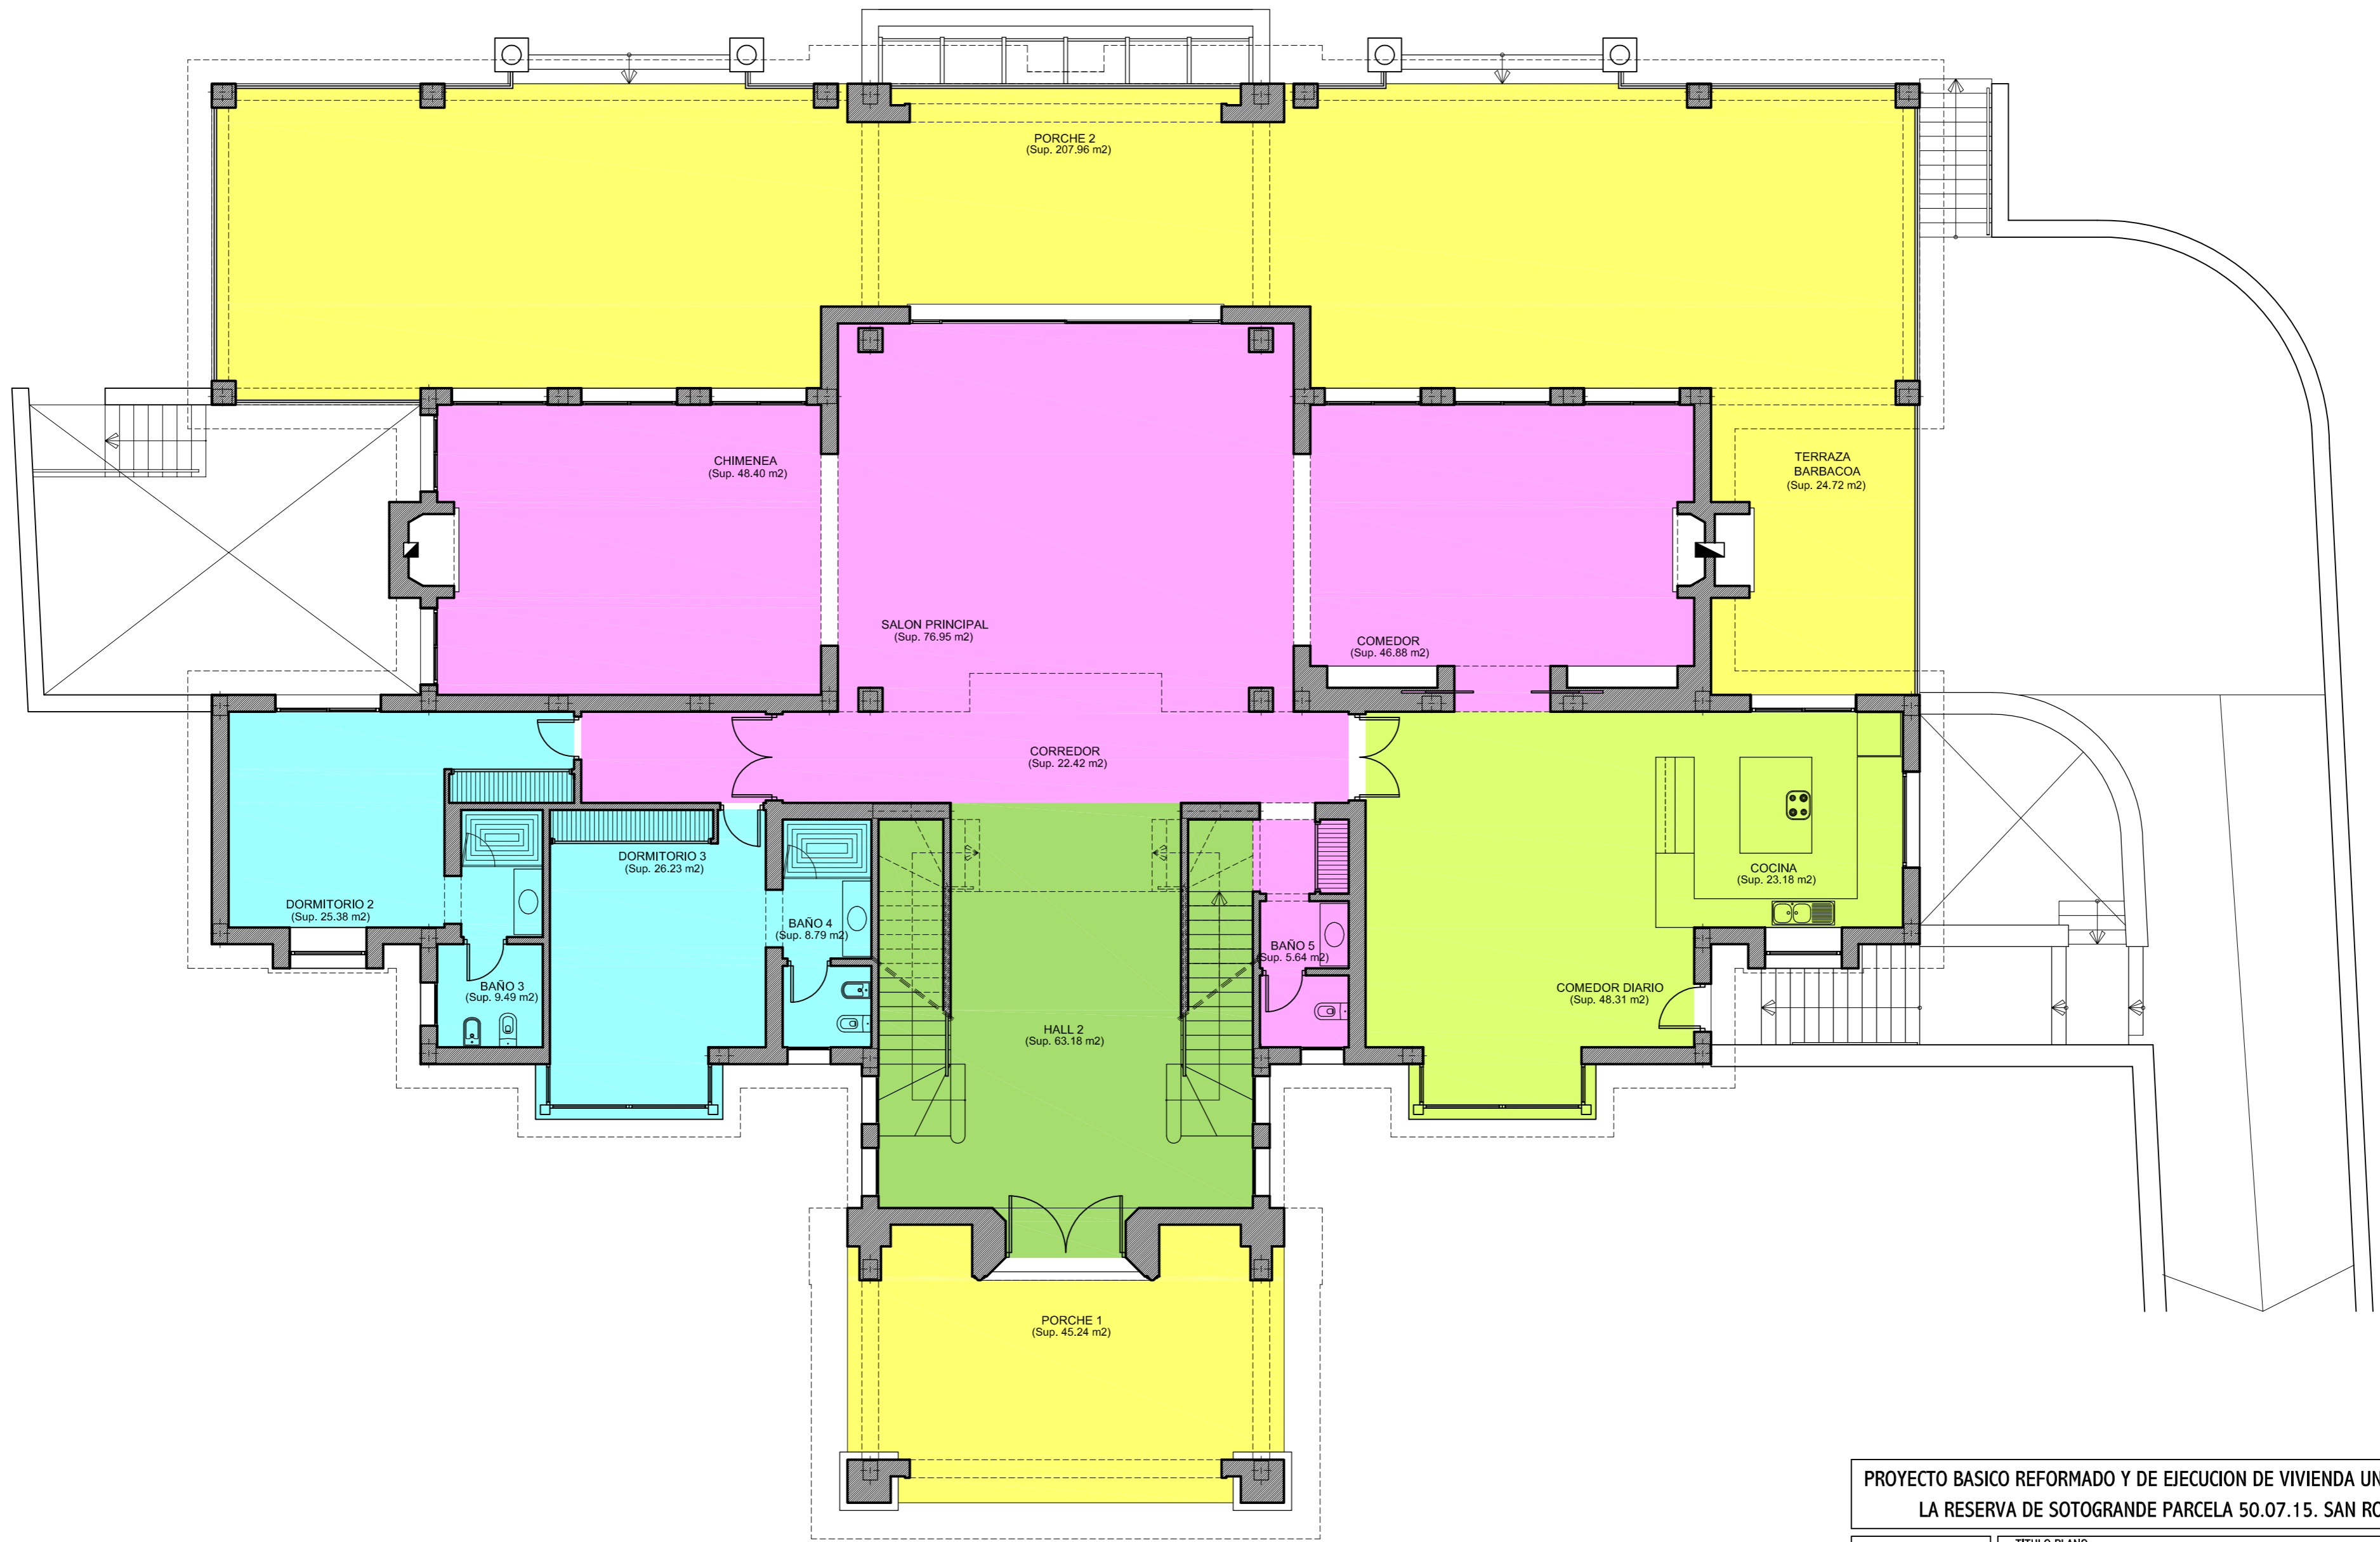 PORCHE 2
(Sup. 207.96 m2)
CHIMENEA
(Sup. 48.40 m2)
TERRAZA
BARBACOA
(Sup. 24.72 m2)
SALON PRINCIPAL
(Sup. 76.95 m2)
COMEDOR
(Sup. 46.88 m2)
CORREDOR
(Sup. 22.42 m2)
DORMITORIO 3
(Sup. 26.23 m2)
COCINA
(Sup. 23.18 m2)
DORMITORIO 2
(Sup. 25.38 m2)
BAÑO 4
(Sup. 8.79 m2)
BAÑO 5
(Sup. 5.64 m2)
BAÑO 3
(Sup. 9.49 m2)
COMEDOR DIARIO
(Sup. 48.31 m2)
HALL 2
(Sup. 63.18 m2)
PORCHE 1
(Sup. 45.24 m2)
PROYECTO BASICO REFORMADO Y DE EJECUCION DE VIVIENDA UN
LA RESERVA DE SOTOGRANDE PARCELA 50.07.15. SAN RO
TITULO PLANO